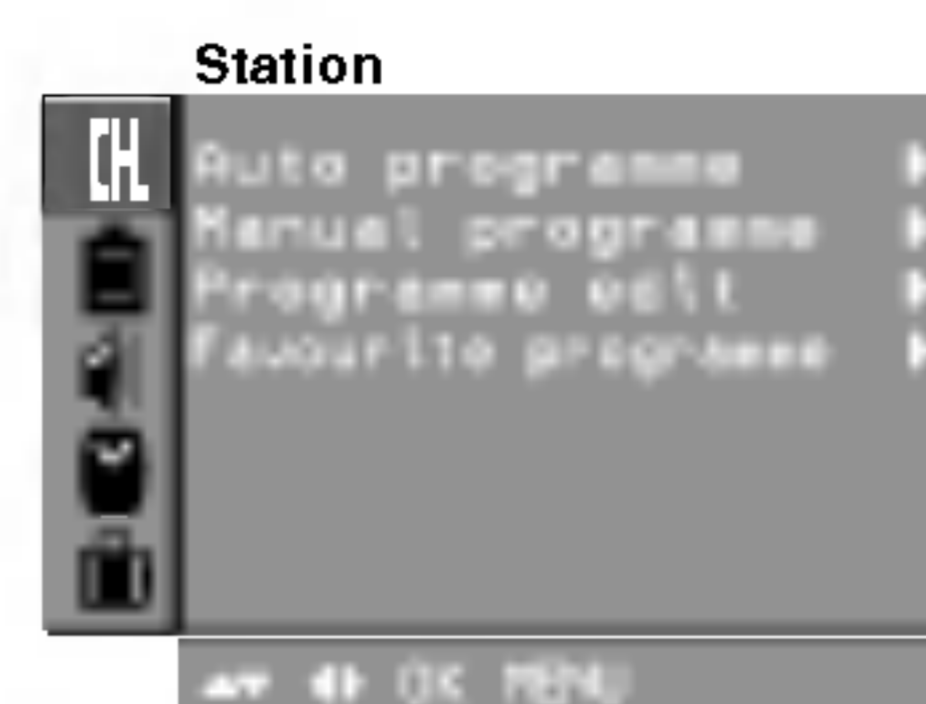 Station
CH
Auto programme
Manual programme
Programme edit
Favourite programme
OK MENU